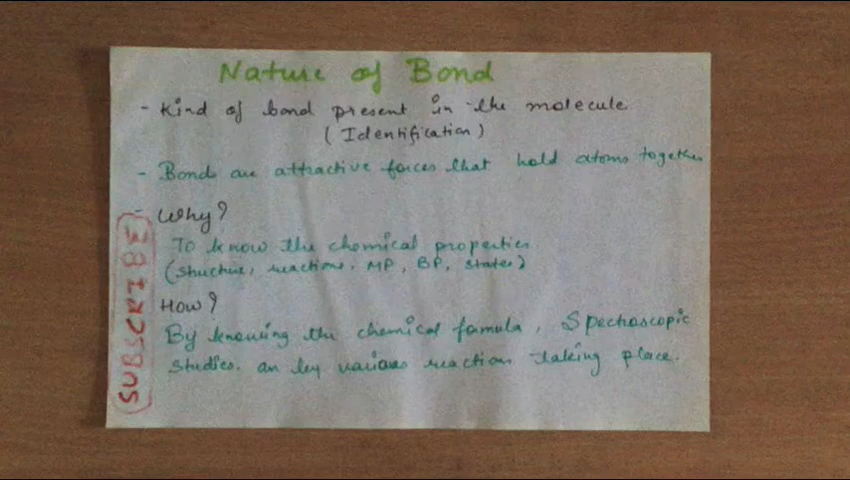 Nature of Bond
- Kind of bond present in the molecule
(Identification)
- Bonds are attractive forces that hold atoms together
- Why?
To know the chemical properties
(structure, reactions, MP, BP, states)
How?
By knowing the chemical formula, Spectroscopic
studies. an by various reaction taking place.
SUBSCRIBE